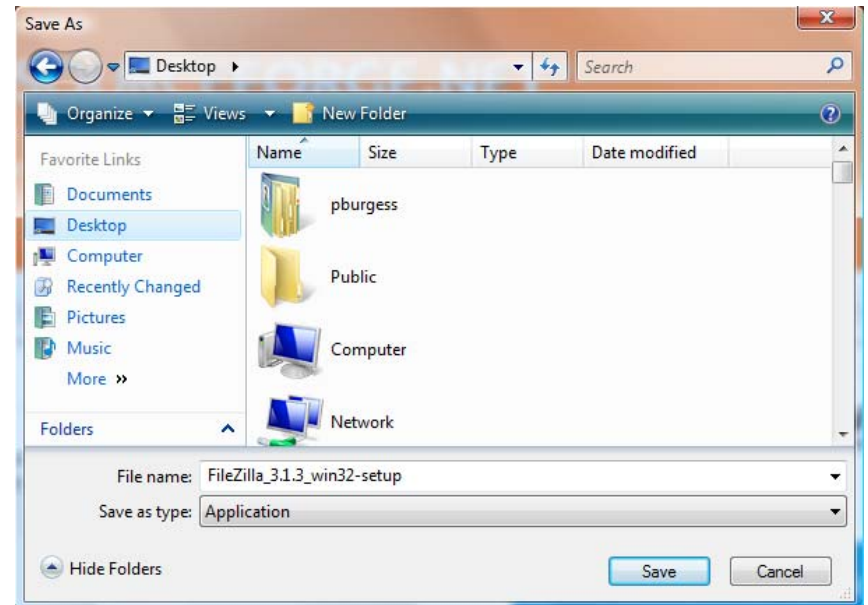 Save As
Desktop
Search
Organize Views New Folder
Favorite Links
Documents
Desktop
Computer
Recently Changed
Pictures
Music
More »
Folders
Name Size Type Date modified
pburgess
Public
Computer
Network
File name: FileZilla_3.1.3_win32-setup
Save as type: Application
Hide Folders
Save Cancel